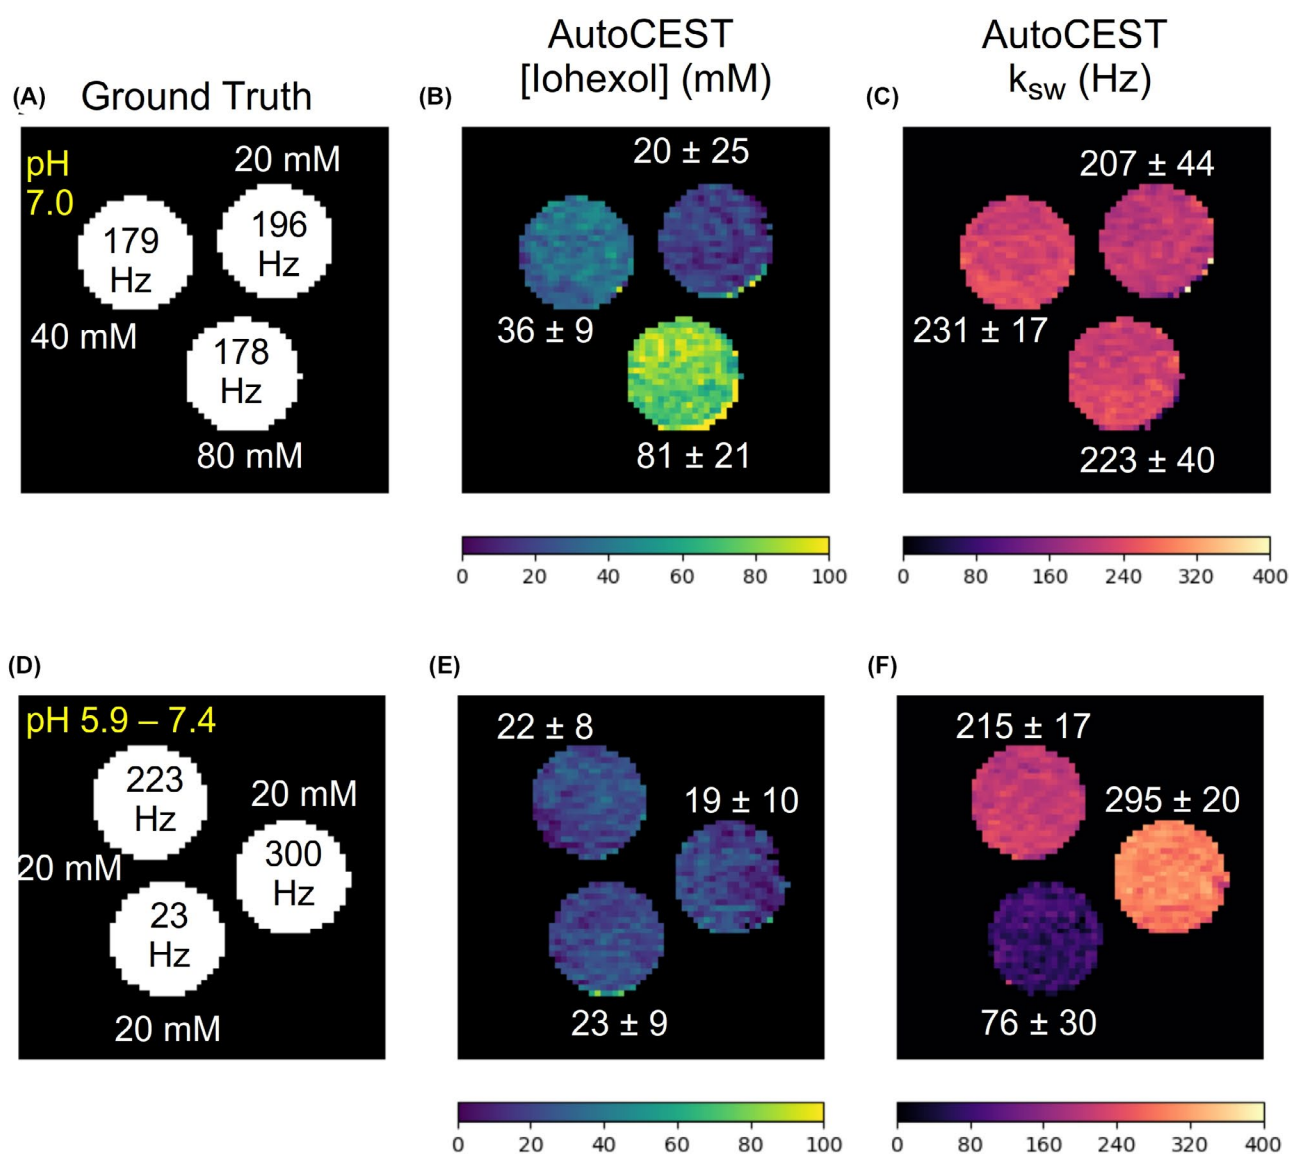 AutoCEST
[Iohexol] (mM)
AutoCEST
k_sw (Hz)
(A) Ground Truth
(B)
(C)
pH
7.0
20 mM
196
Hz
179
Hz
40 mM
178
Hz
80 mM
20 ± 25
36 ± 9
81 ± 21
207 ± 44
231 ± 17
223 ± 40
0 20 40 60 80 100
0 80 160 240 320 400
(D)
(E)
(F)
pH 5.9 – 7.4
223
Hz
20 mM
20 mM
300
Hz
23
Hz
20 mM
22 ± 8
19 ± 10
23 ± 9
215 ± 17
295 ± 20
76 ± 30
0 20 40 60 80 100
0 80 160 240 320 400